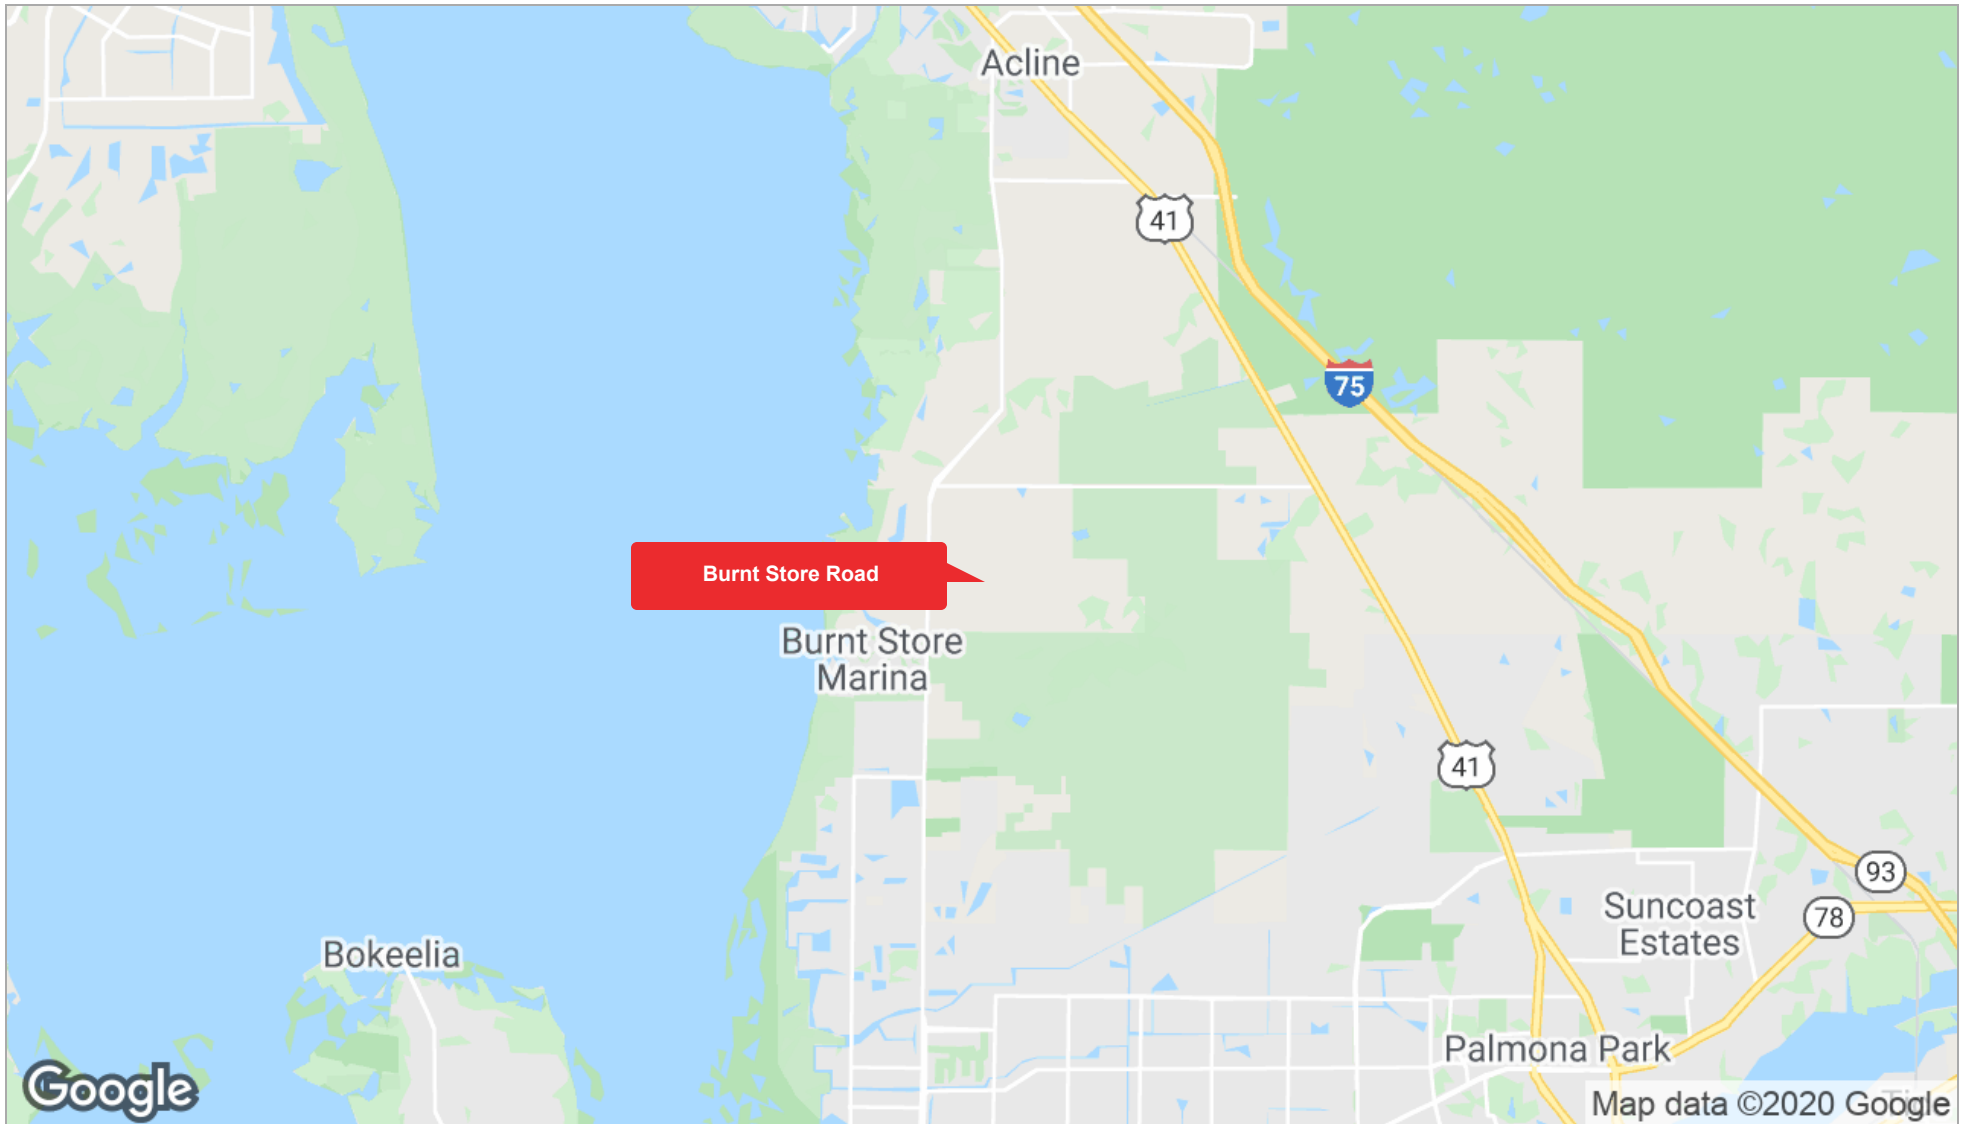 Acline
41
75
Burnt Store Road
Burnt Store
Marina
41
93
Suncoast
Estates
78
Bokeelia
Palmona Park
Google
Map data ©2020 Google